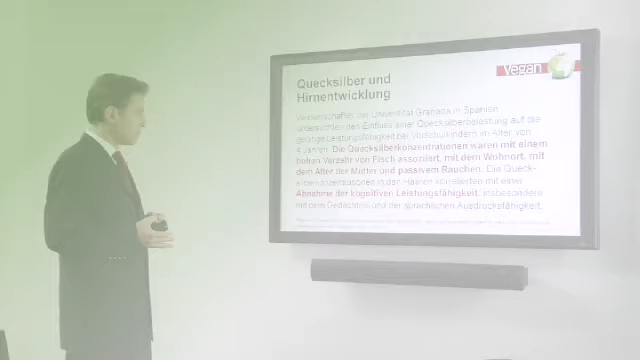 Vegan
Quecksilber und
Hirnentwicklung
Wissenschaftler der Universität Granada in Spanien
untersuchten den Einfluss einer Quecksilberbelastung auf die
geistige Leistungsfähigkeit bei Vorschulkindern im Alter von
4 Jahren. Die Quecksilberkonzentrationen waren mit einem
hohen Verzehr von Fisch assoziiert, mit dem Wohnort, mit
dem Alter der Mutter und passivem Rauchen. Die Queck-
silberkonzentrationen in den Haaren korrelierten mit einer
Abnahme der kognitiven Leistungsfähigkeit, insbesondere
mit dem Gedächtnis und der sprachlichen Ausdrucksfähigkeit.